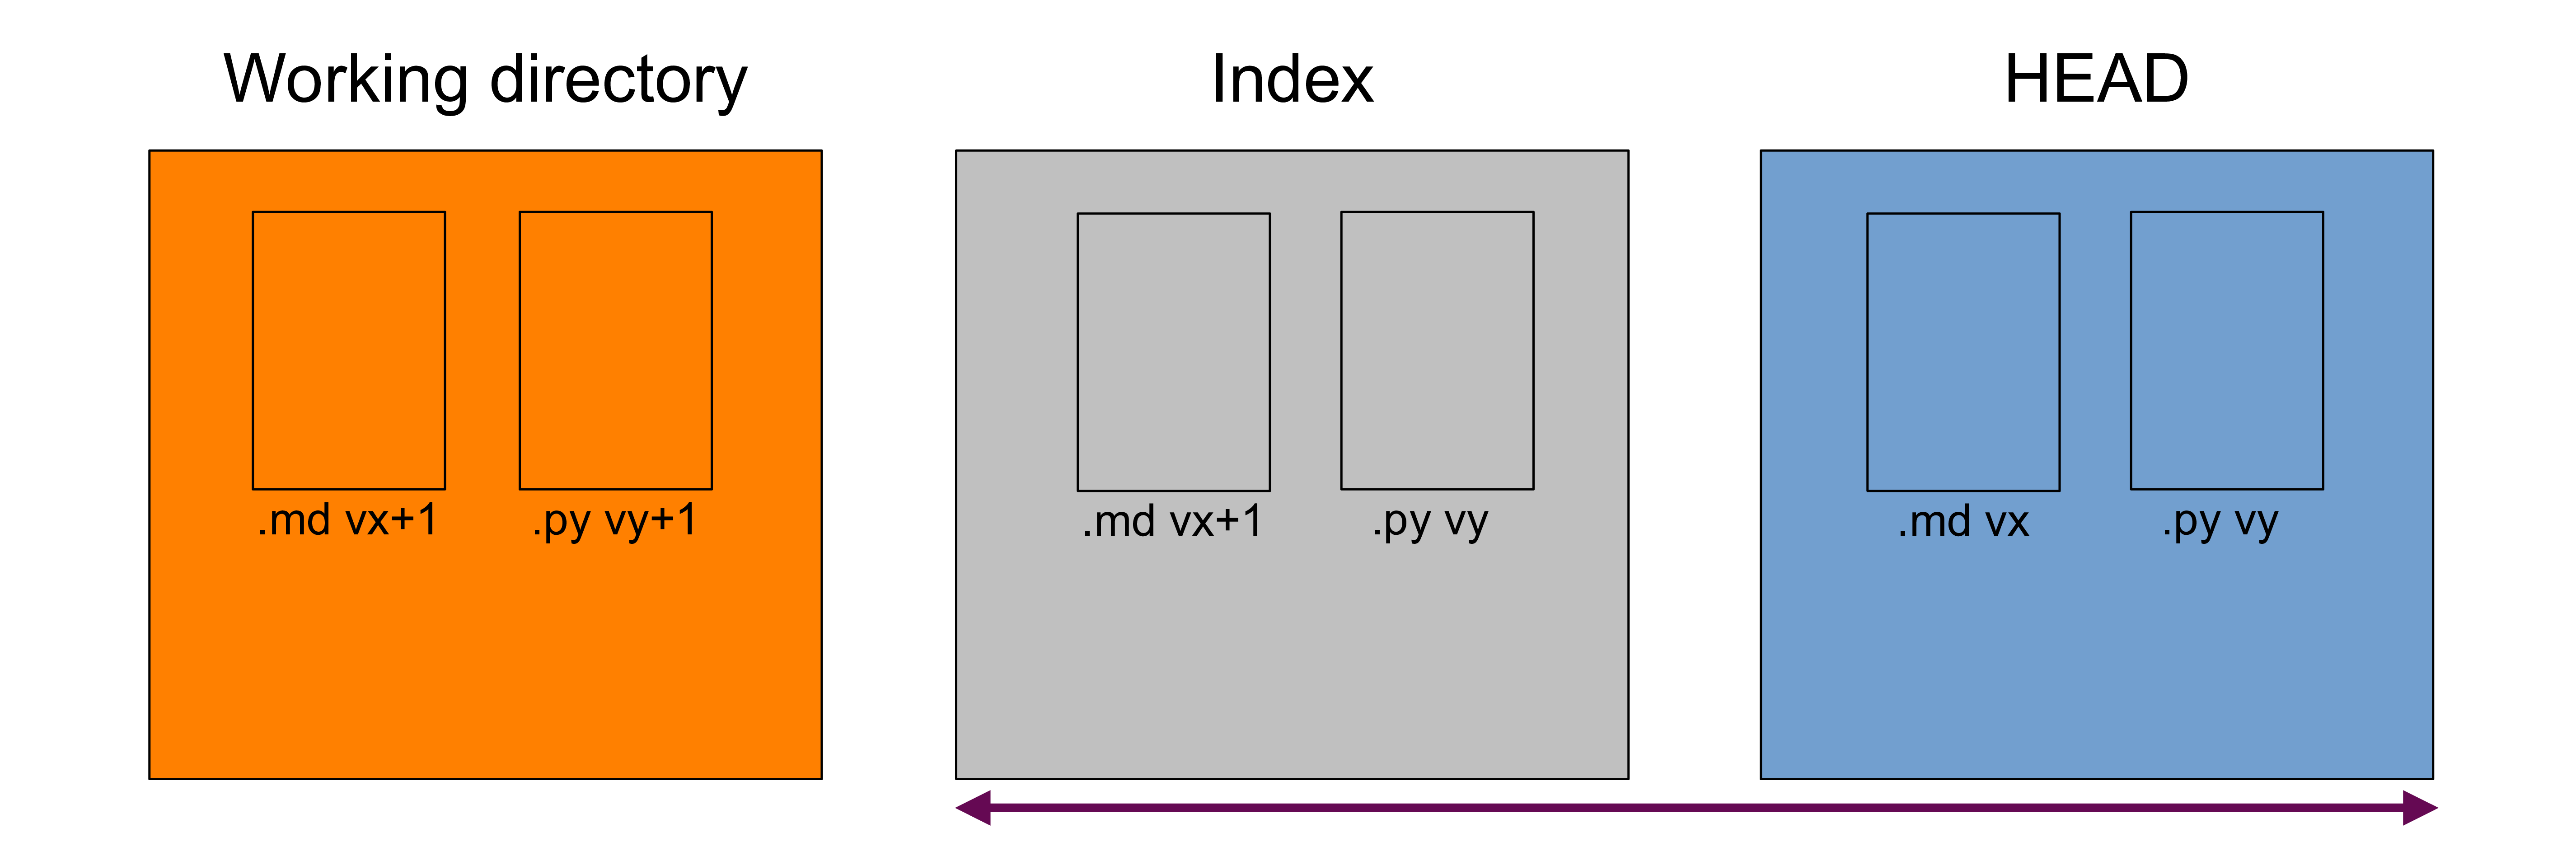 Working directory
Index
HEAD
.md vx+1
.py vy+1
.md vx+1
.py vy
.md vx
.py vy